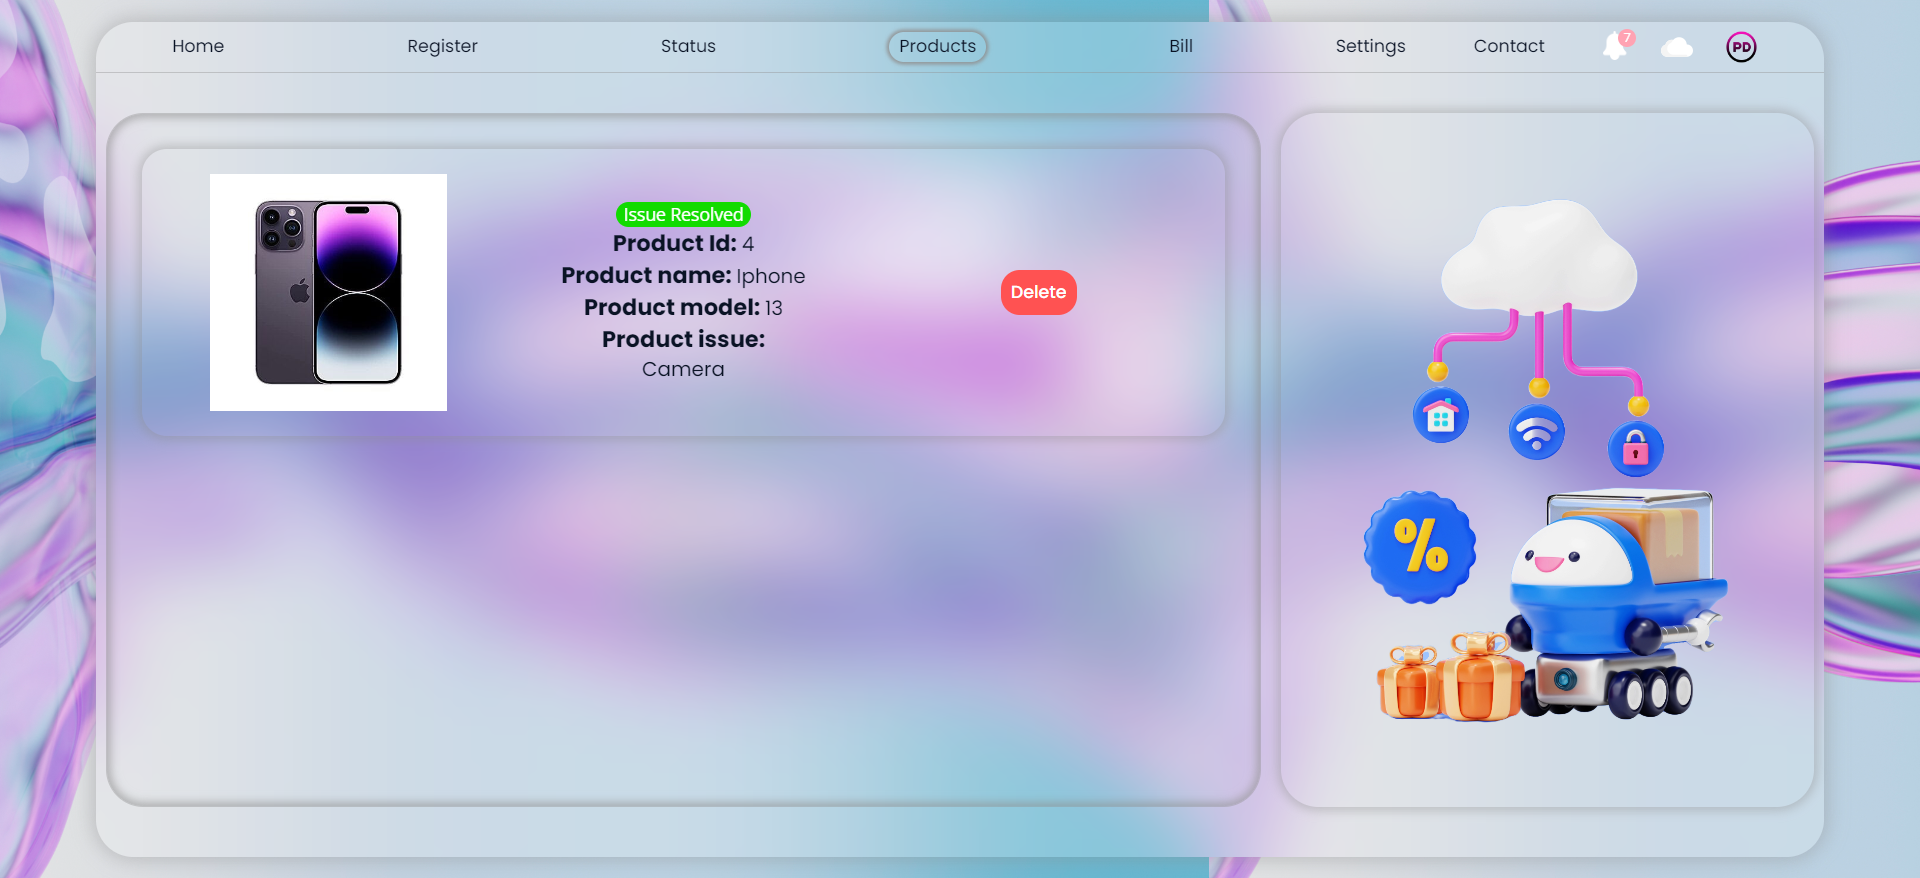 Home Register Status Products Bill Settings Contact 7 PD
Issue Resolved
Product Id: 4
Product name: Iphone
Product model: 13
Product issue:
Camera
Delete
%